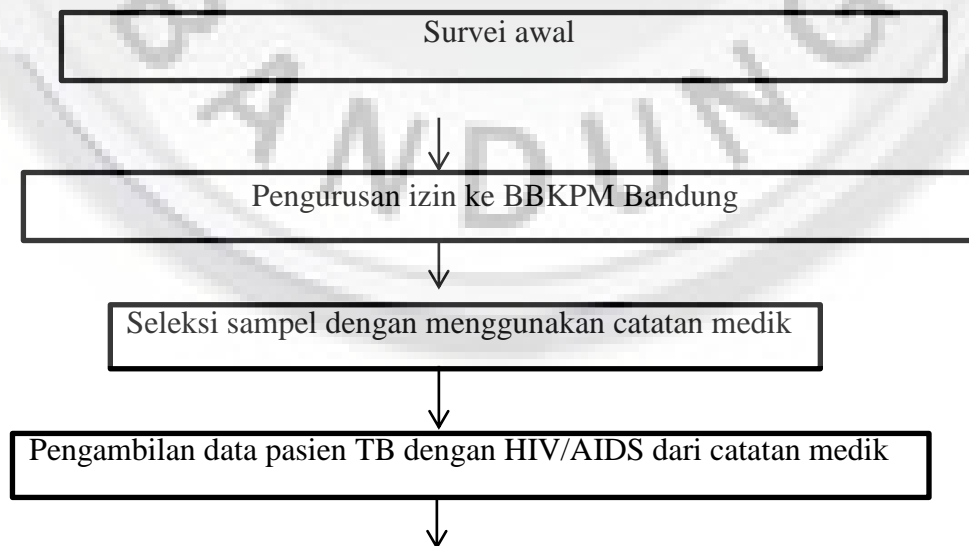 BANDUNG
Survei awal
Pengurusan izin ke BBKPM Bandung
Seleksi sampel dengan menggunakan catatan medik
Pengambilan data pasien TB dengan HIV/AIDS dari catatan medik